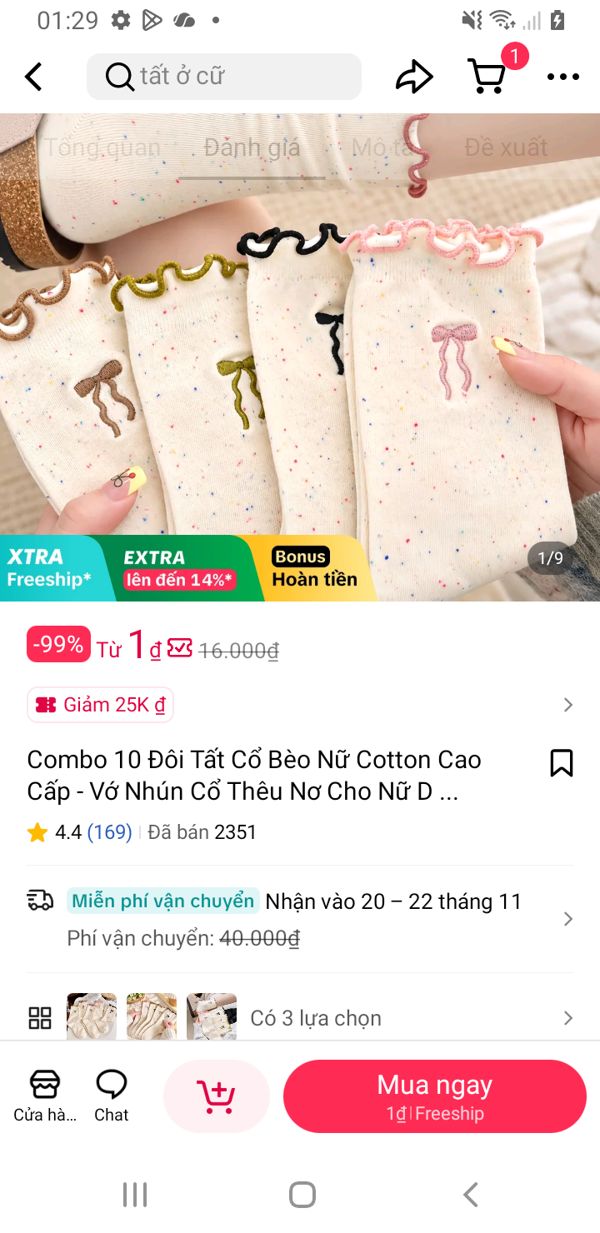 01:29
tất ở cữ
1
Tổng quan
Đánh giá
Mô tả
Đề xuất
XTRA
Freeship*
EXTRA
lên đến 14%*
Bonus
Hoàn tiền
1/9
-99% Từ 1₫ 16.000₫
Giảm 25K ₫
Combo 10 Đôi Tất Cổ Bèo Nữ Cotton Cao
Cấp - Vớ Nhún Cổ Thêu Nơ Cho Nữ D ...
4.4 (169) Đã bán 2351
Miễn phí vận chuyển Nhận vào 20 – 22 tháng 11
Phí vận chuyển: 40.000₫
Có 3 lựa chọn
Cửa hà...
Chat
Mua ngay
1₫ | Freeship